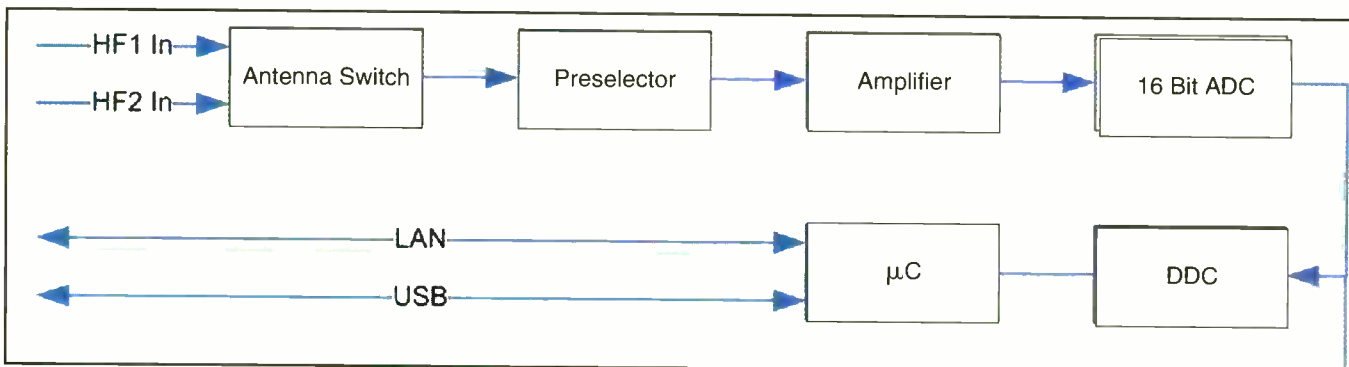 HF1 In
HF2 In
Antenna Switch
Preselector
Amplifier
16 Bit ADC
LAN
USB
µC
DDC